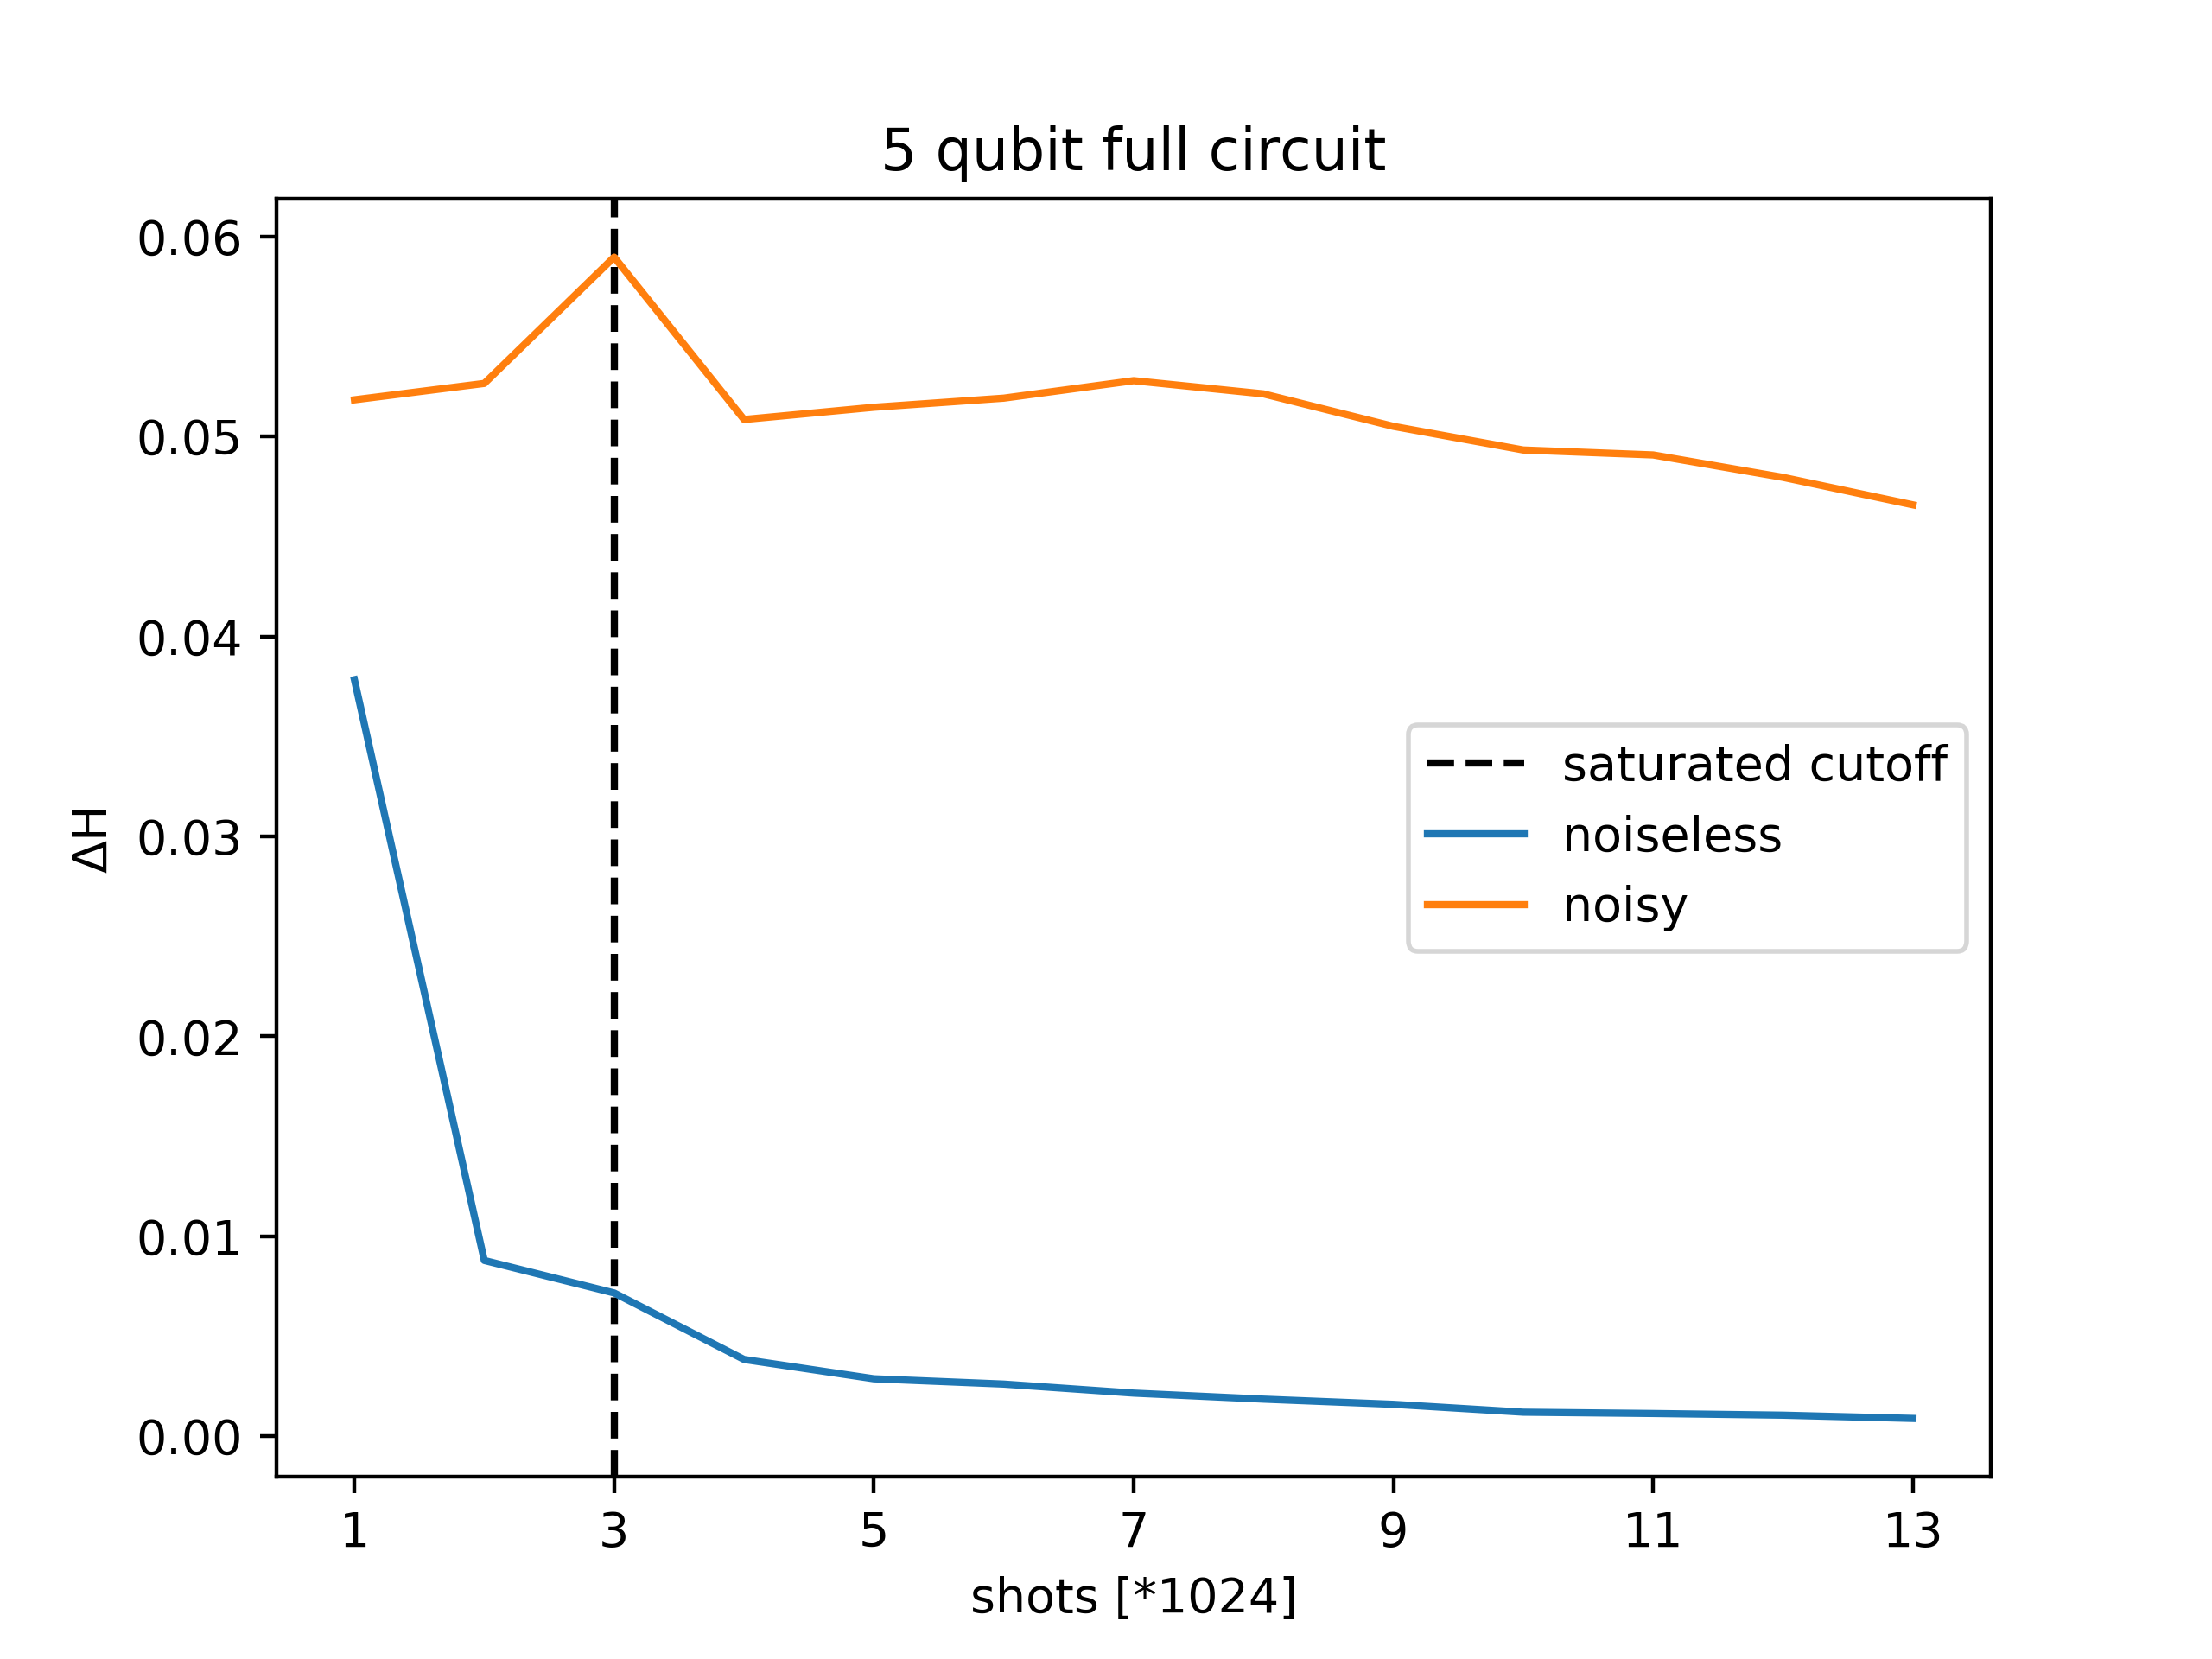 5 qubit full circuit
0.06
0.05
0.04
0.03
0.02
0.01
0.00
ΔH
saturated cutoff
noiseless
noisy
1 3 5 7 9 11 13
shots [*1024]